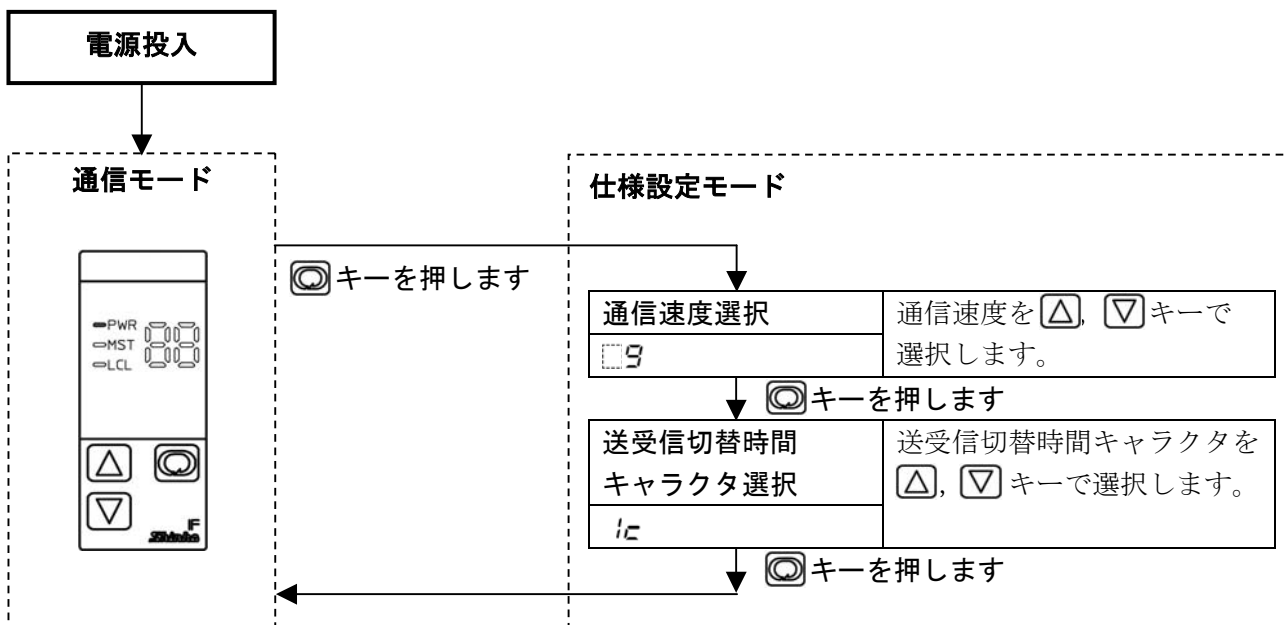 電源投入
通信モード
仕様設定モード
キーを押します
PWR
MST
LCL
88
IF
Shinko
通信速度選択
9
通信速度を△, ▽キーで
選択します。
キーを押します
送受信切替時間
キャラクタ選択
1c
送受信切替時間キャラクタを
△, ▽キーで選択します。
キーを押します